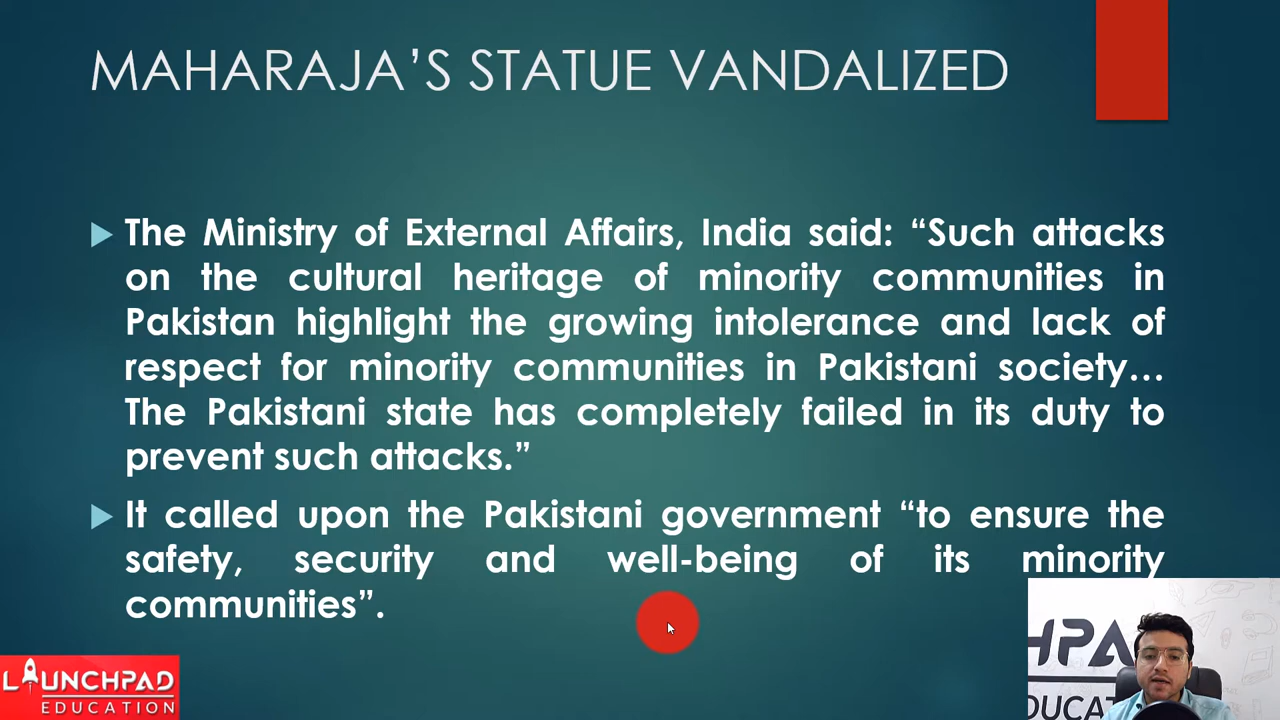 MAHARAJA’S STATUE VANDALIZED
The Ministry of External Affairs, India said: “Such attacks
on the cultural heritage of minority communities in
Pakistan highlight the growing intolerance and lack of
respect for minority communities in Pakistani society…
The Pakistani state has completely failed in its duty to
prevent such attacks.”
It called upon the Pakistani government “to ensure the
safety, security and well-being of its minority
communities”.
LAUNCHPAD
EDUCATION
HPA
EDUCAT